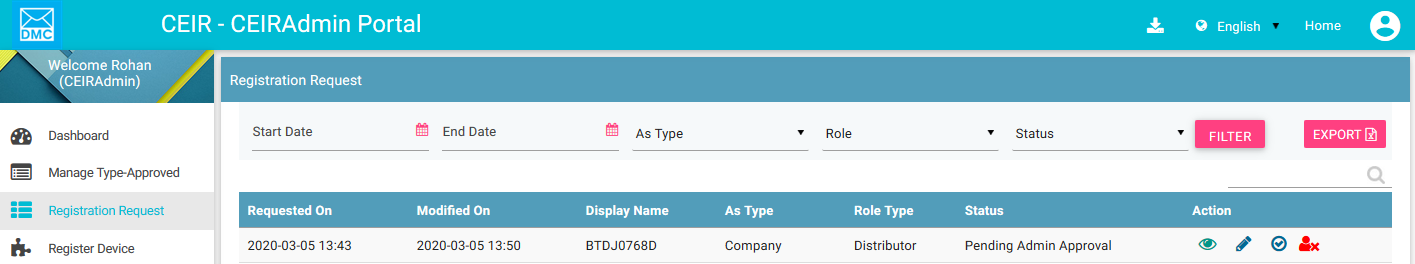 DMC
CEIR - CEIRAdmin Portal
English
Home
Welcome Rohan
(CEIRAdmin)
Dashboard
Manage Type-Approved
Registration Request
Register Device
Registration Request
Start Date
End Date
As Type
Role
Status
FILTER
EXPORT
Requested On Modified On Display Name As Type Role Type Status Action
2020-03-05 13:43 2020-03-05 13:50 BTDJ0768D Company Distributor Pending Admin Approval